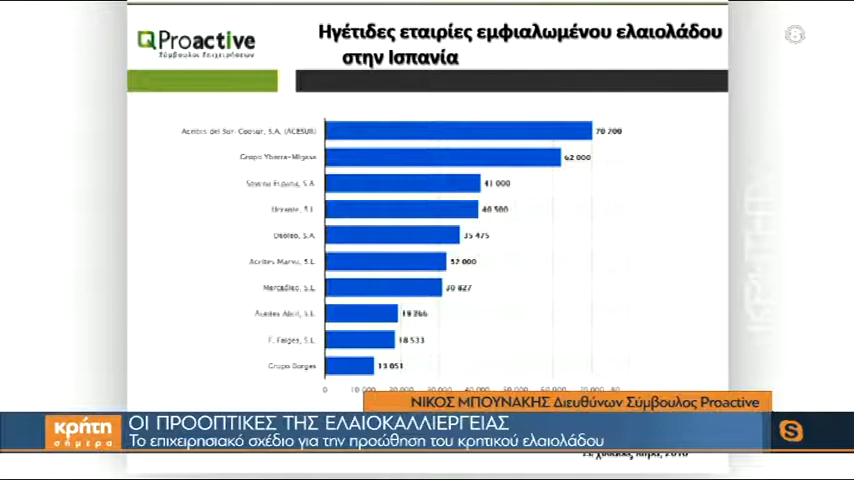 Proactive
Σύμβουλοι Επιχειρήσεων
Ηγέτιδες εταιρίες εμφιαλωμένου ελαιολάδου
στην Ισπανία
Aceites del Sur-Coosur, S.A. (ACESUR) 70 700
Grupo Ybarra-Migasa 62 000
Sovena España, S.A. 41 000
Urzante, S.L. 40 500
Deoleo, S.A. 35 475
Aceites Maeva, S.L. 32 000
S.L. 30 827
Aceites Abril, S.L. 19 266
F. Faiges, S.L. 18 533
Grupo Borges 13 051
0 10 000 20 000 30 000 40 000 50 000 60 000 70 000 80
ΝΙΚΟΣ ΜΠΟΥΝΑΚΗΣ Διευθύνων Σύμβουλος Proactive
κρήτη
σήμερα
ΟΙ ΠΡΟΟΠΤΙΚΕΣ ΤΗΣ ΕΛΑΙΟΚΑΛΛΙΕΡΓΕΙΑΣ
Το επιχειρησιακό σχέδιο για την προώθηση του κρητικού ελαιολάδου